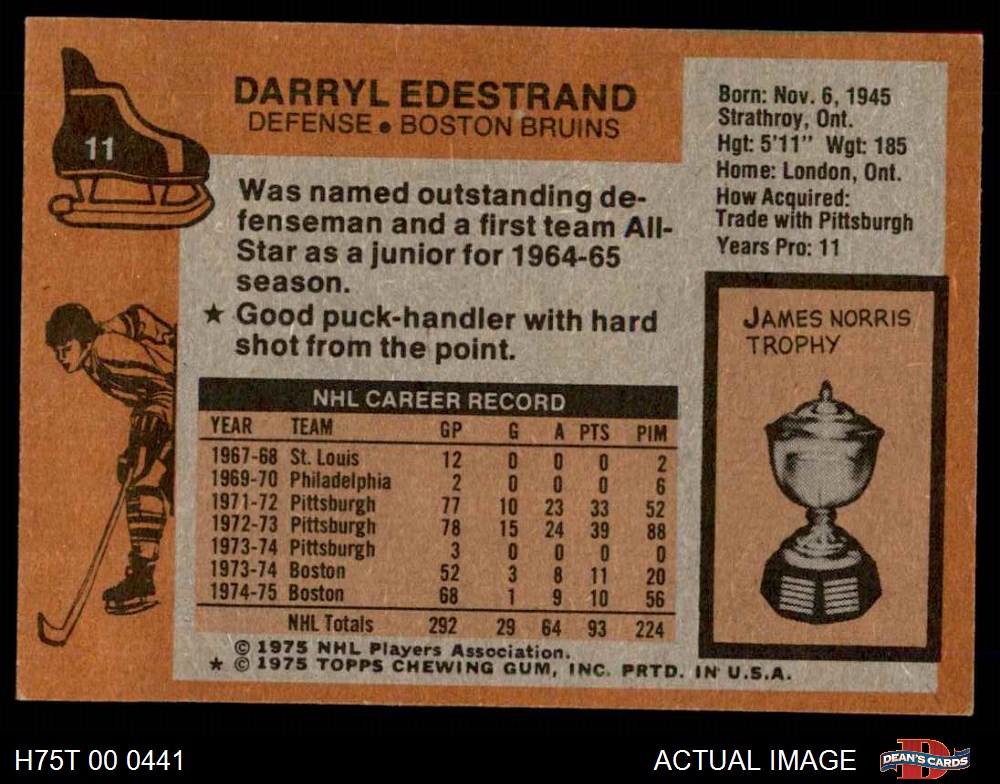 11
DARRYL EDESTRAND
DEFENSE ● BOSTON BRUINS
Was named outstanding de-
fenseman and a first team All-
Star as a junior for 1964-65
season.
★ Good puck-handler with hard
shot from the point.
Born: Nov. 6, 1945
Strathroy, Ont.
Hgt: 5'11" Wgt: 185
Home: London, Ont.
How Acquired:
Trade with Pittsburgh
Years Pro: 11
JAMES NORRIS
TROPHY
NHL CAREER RECORD
YEAR TEAM GP G A PTS PIM
1967-68 St. Louis 12 0 0 0 2
1969-70 Philadelphia 2 0 0 0 6
1971-72 Pittsburgh 77 10 23 33 52
1972-73 Pittsburgh 78 15 24 39 88
1973-74 Pittsburgh 3 0 0 0 0
1973-74 Boston 52 3 8 11 20
1974-75 Boston 68 1 9 10 56
NHL Totals 292 29 64 93 224
© 1975 NHL Players Association.
★ © 1975 TOPPS CHEWING GUM, INC. PRTD. IN U.S.A.
H75T 00 0441
ACTUAL IMAGE
D
DEAN'S CARDS